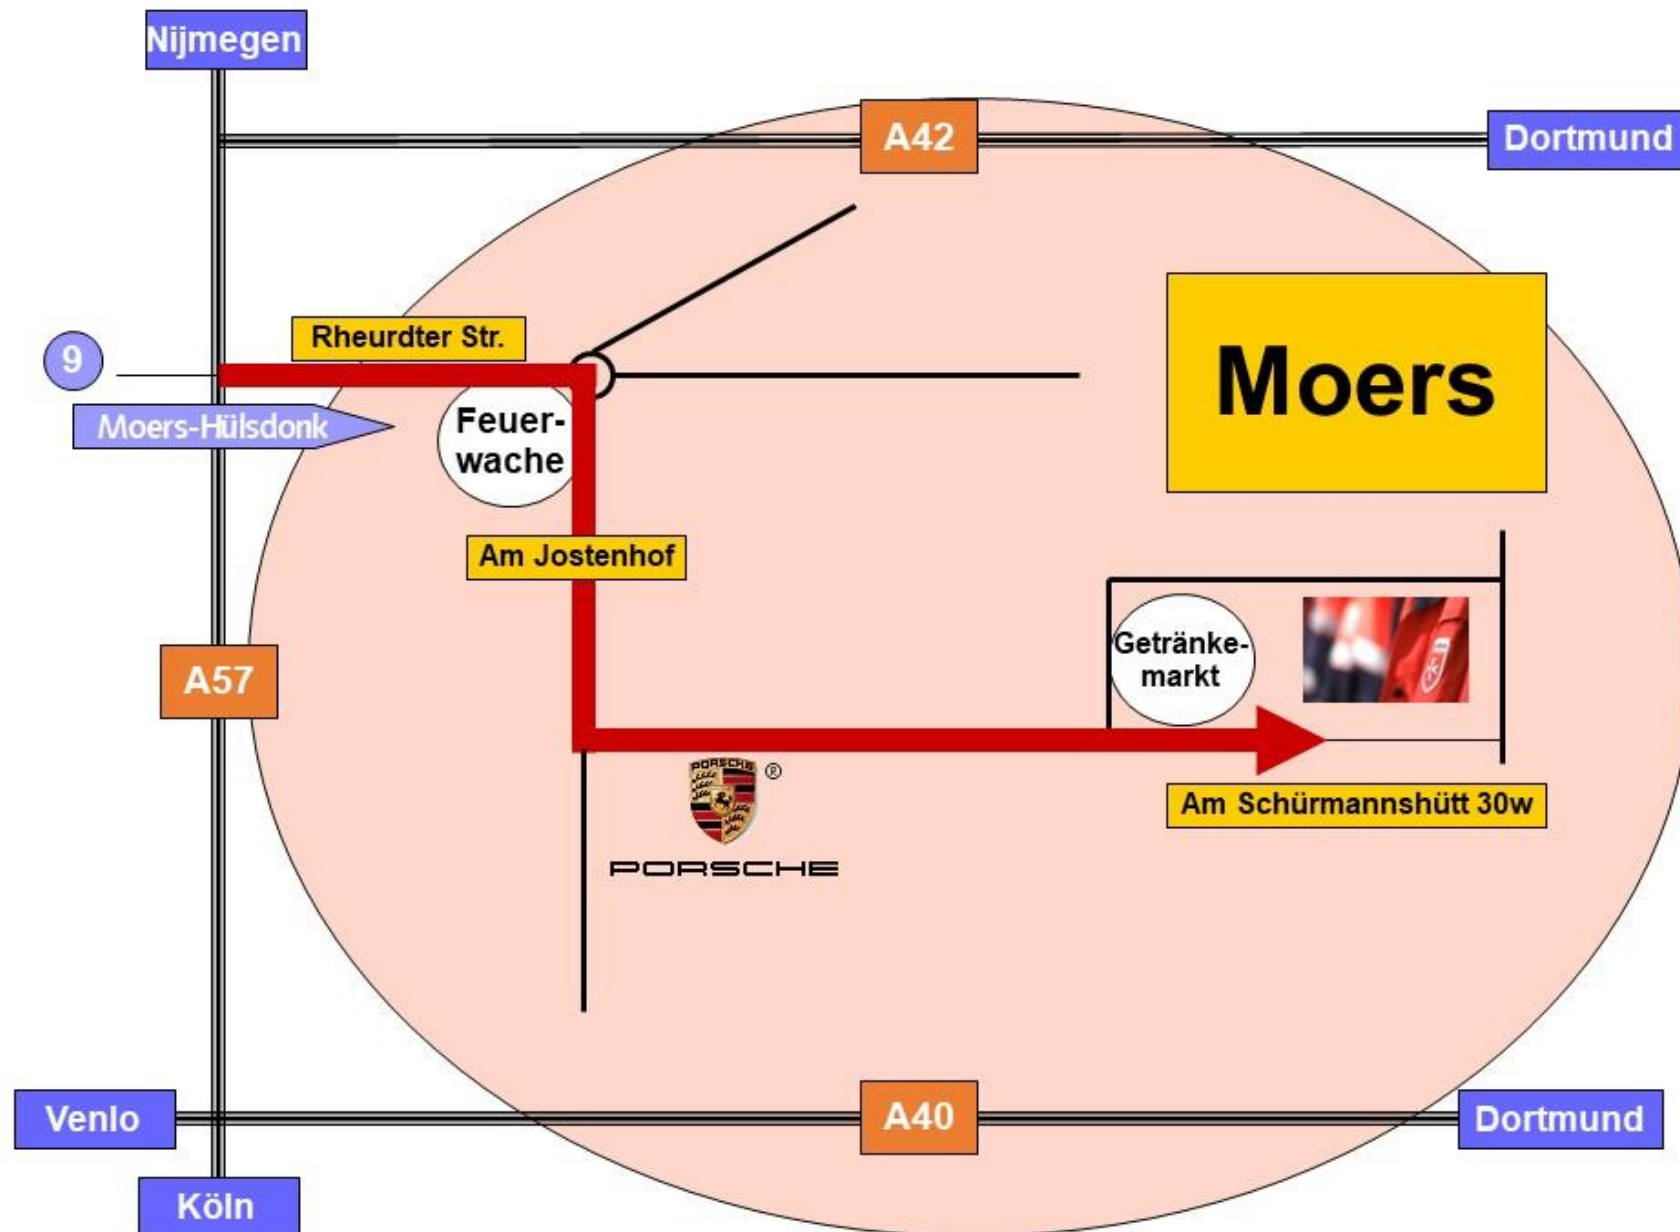 Nijmegen
A42
Dortmund
Rheurdter Str.
9
Moers-Hülsdonk
Feuer-
wache
Moers
Am Jostenhof
Getränke-
markt
A57
PORSCHE
®
PORSCHE
Am Schürmannshütt 30w
Venlo
A40
Dortmund
Köln